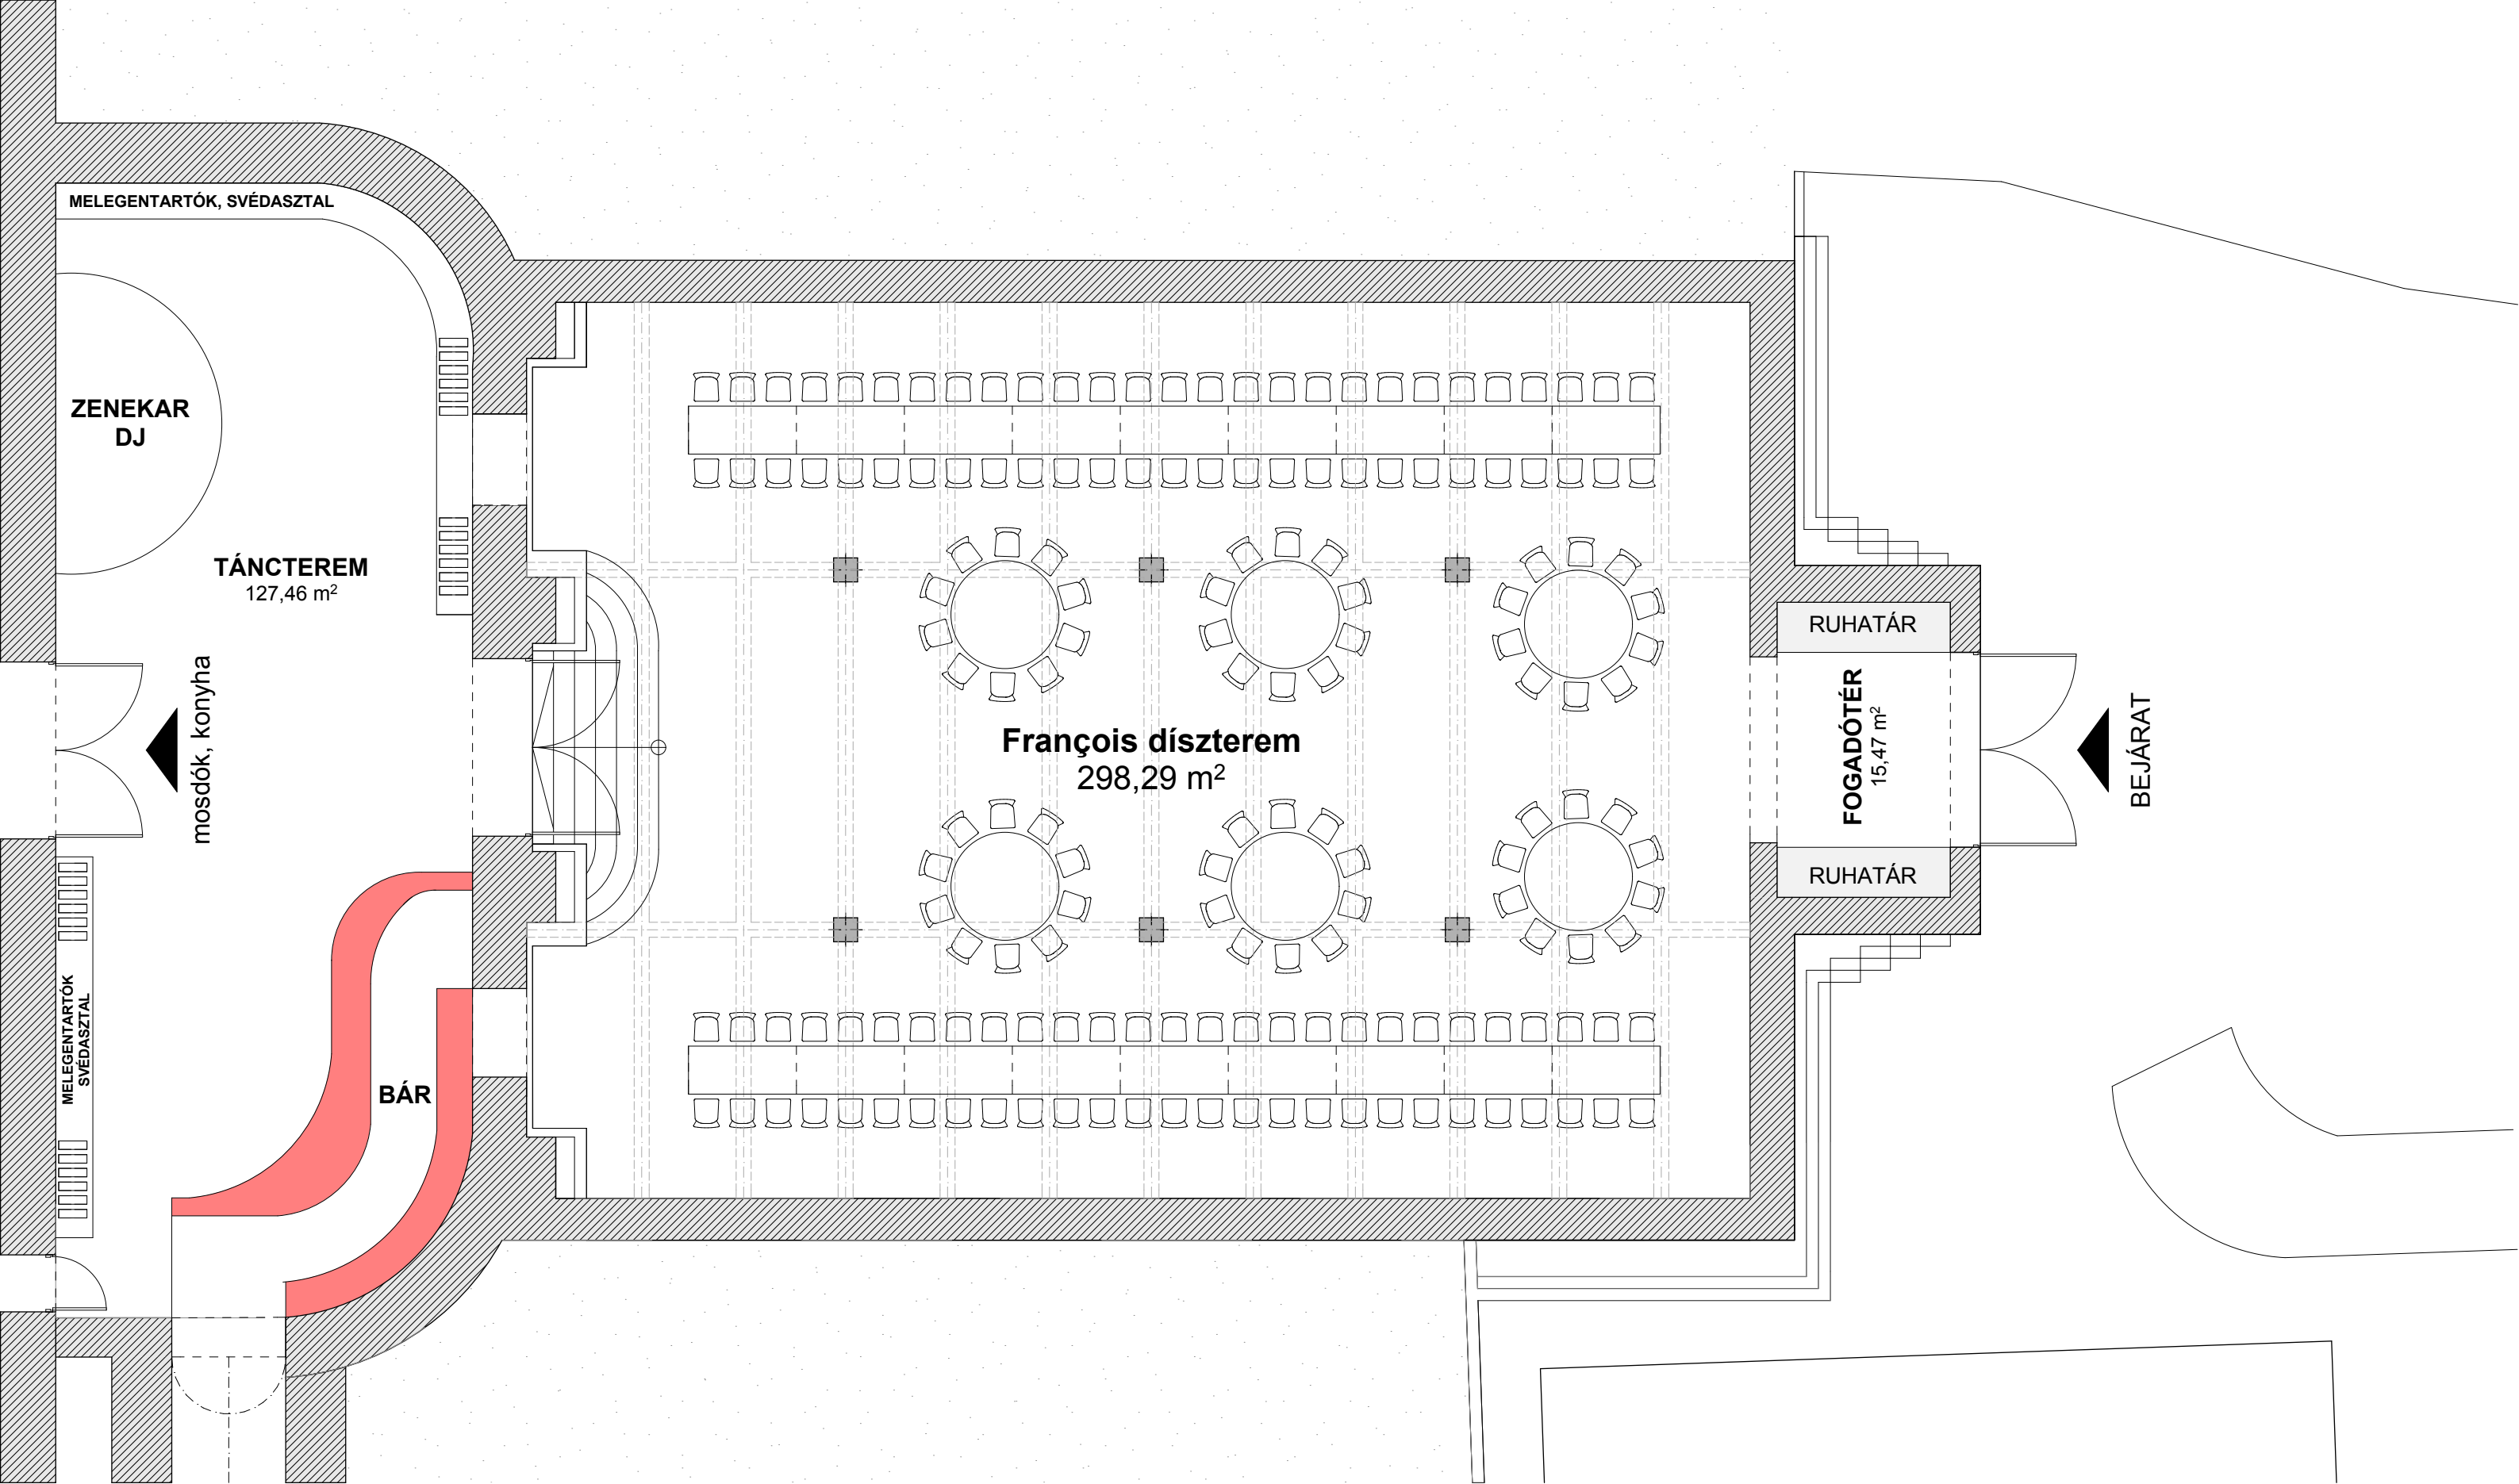 MELEGENTARTÓK, SVÉDASZTAL
ZENEKAR
DJ
TÁNCTEREM
127,46 m²
mosdók, konyha
MELEGENTARTÓK
SVÉDASZTAL
BÁR
François díszterem
298,29 m²
RUHATÁR
FOGADÓTÉR
15,47 m²
RUHATÁR
BEJÁRAT